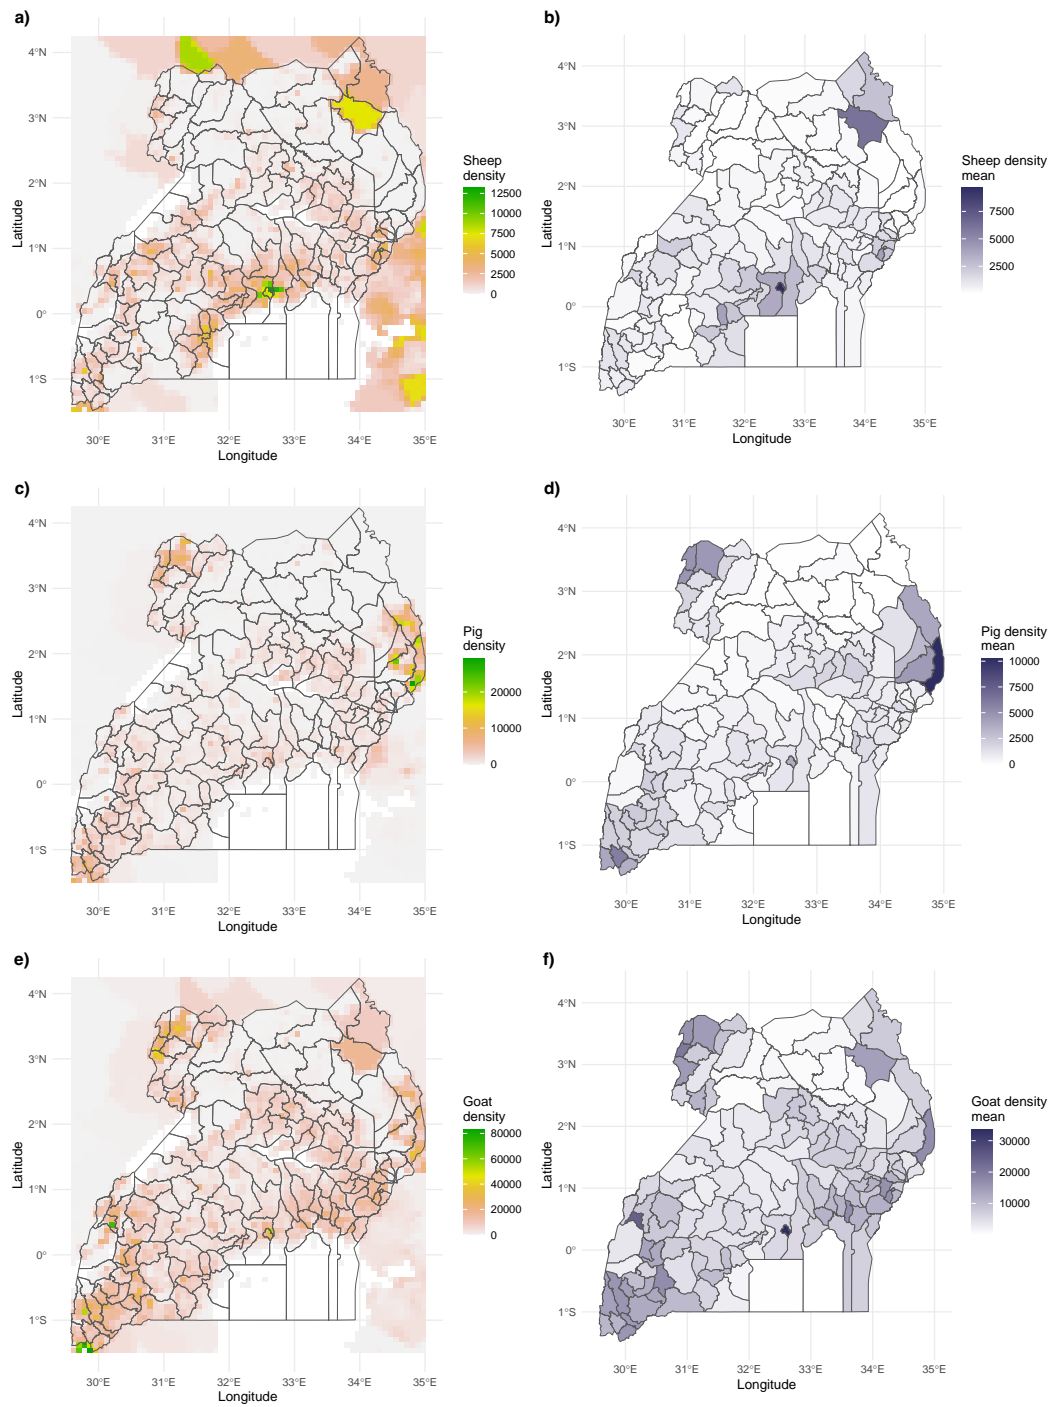 a)
4°N
3°N
2°N
1°N
0°
1°S
Latitude
30°E 31°E 32°E 33°E 34°E 35°E
Longitude
Sheep
density
12500
10000
7500
5000
2500
0
b)
4°N
3°N
2°N
1°N
0°
1°S
Latitude
30°E 31°E 32°E 33°E 34°E 35°E
Longitude
Sheep density
mean
7500
5000
2500
c)
4°N
3°N
2°N
1°N
0°
1°S
Latitude
30°E 31°E 32°E 33°E 34°E 35°E
Longitude
Pig
density
20000
10000
0
d)
4°N
3°N
2°N
1°N
0°
1°S
Latitude
30°E 31°E 32°E 33°E 34°E 35°E
Longitude
Pig density
mean
10000
7500
5000
2500
0
e)
4°N
3°N
2°N
1°N
0°
1°S
Latitude
30°E 31°E 32°E 33°E 34°E 35°E
Longitude
Goat
density
80000
60000
40000
20000
0
f)
4°N
3°N
2°N
1°N
0°
1°S
Latitude
30°E 31°E 32°E 33°E 34°E 35°E
Longitude
Goat density
mean
30000
20000
10000